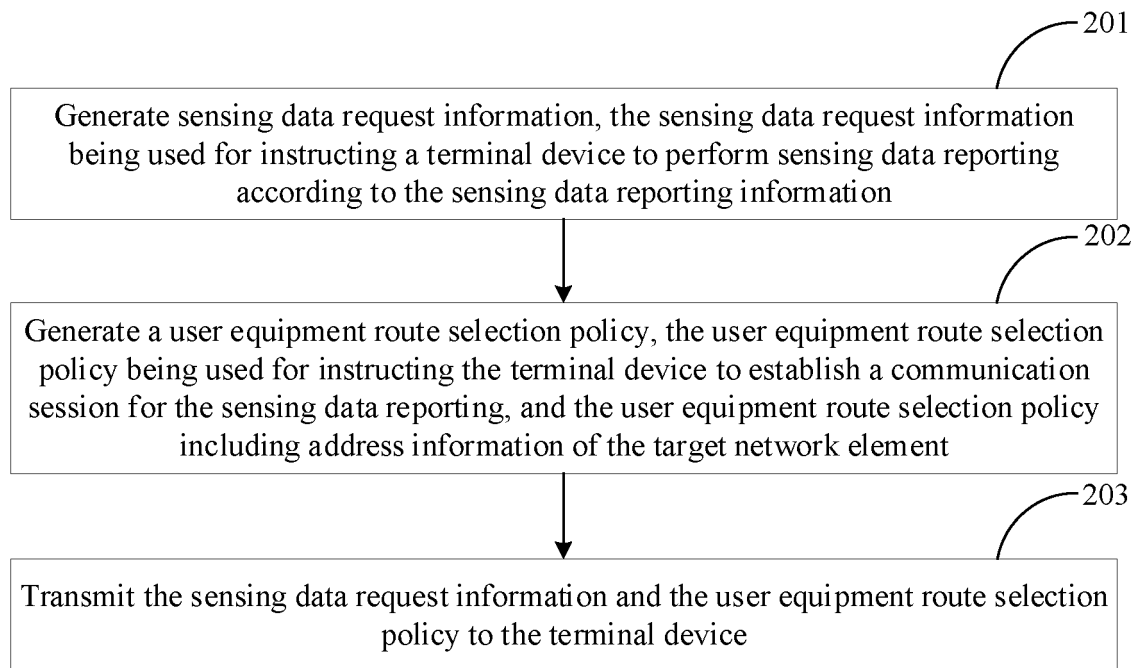 201
Generate sensing data request information, the sensing data request information
being used for instructing a terminal device to perform sensing data reporting
according to the sensing data reporting information
202
Generate a user equipment route selection policy, the user equipment route selection
policy being used for instructing the terminal device to establish a communication
session for the sensing data reporting, and the user equipment route selection policy
including address information of the target network element
203
Transmit the sensing data request information and the user equipment route selection
policy to the terminal device